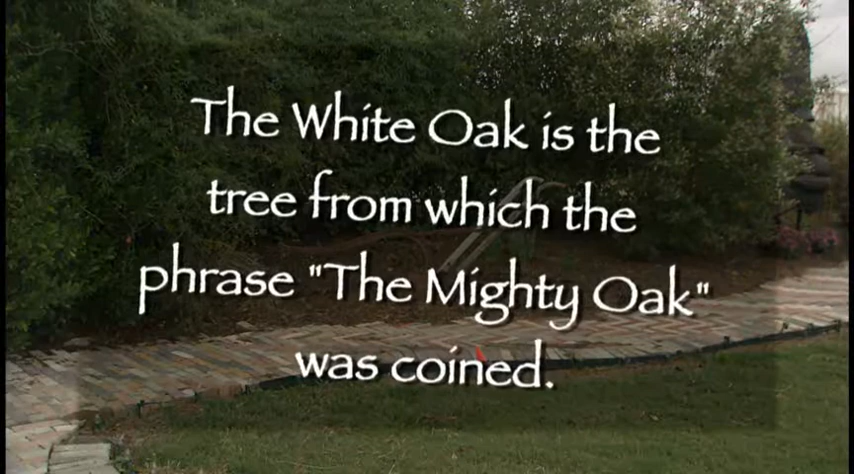 The White Oak is the
tree from which the
phrase "The Mighty Oak"
was coined.